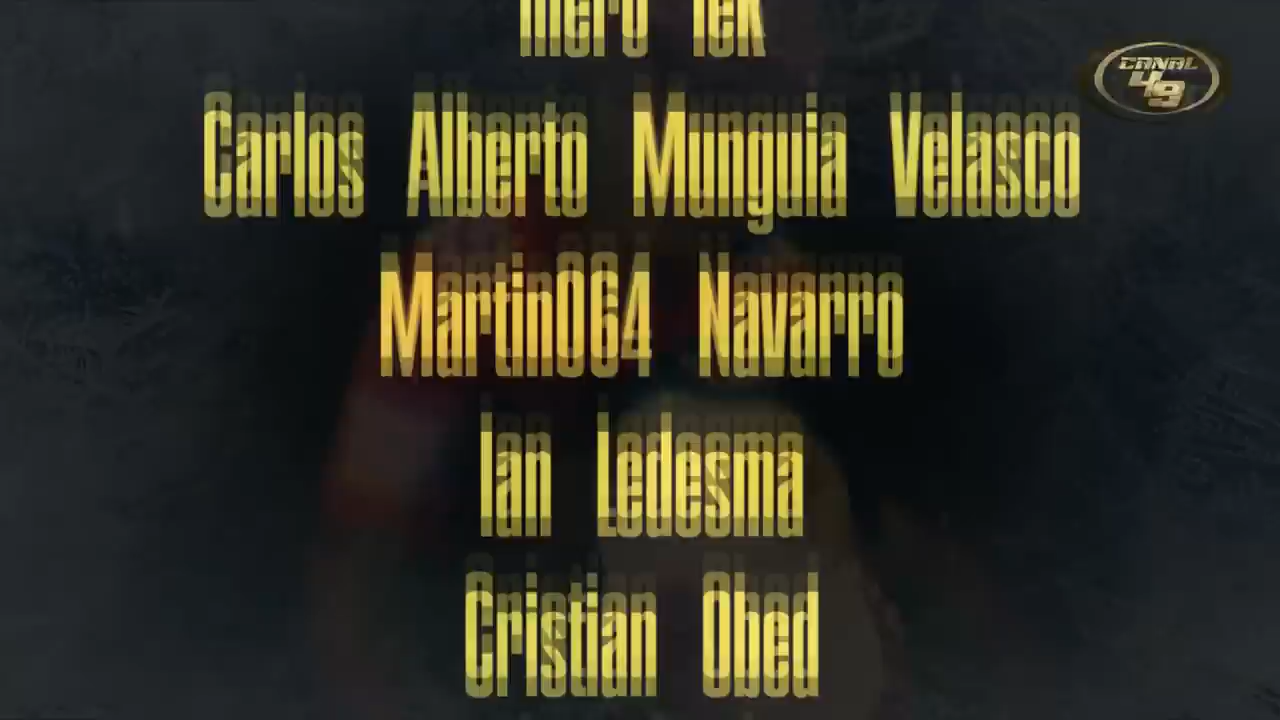 CANAL
49
Carlos Alberto Munguia Velasco
Martin064 Navarro
Ian Ledesma
Cristian Obed